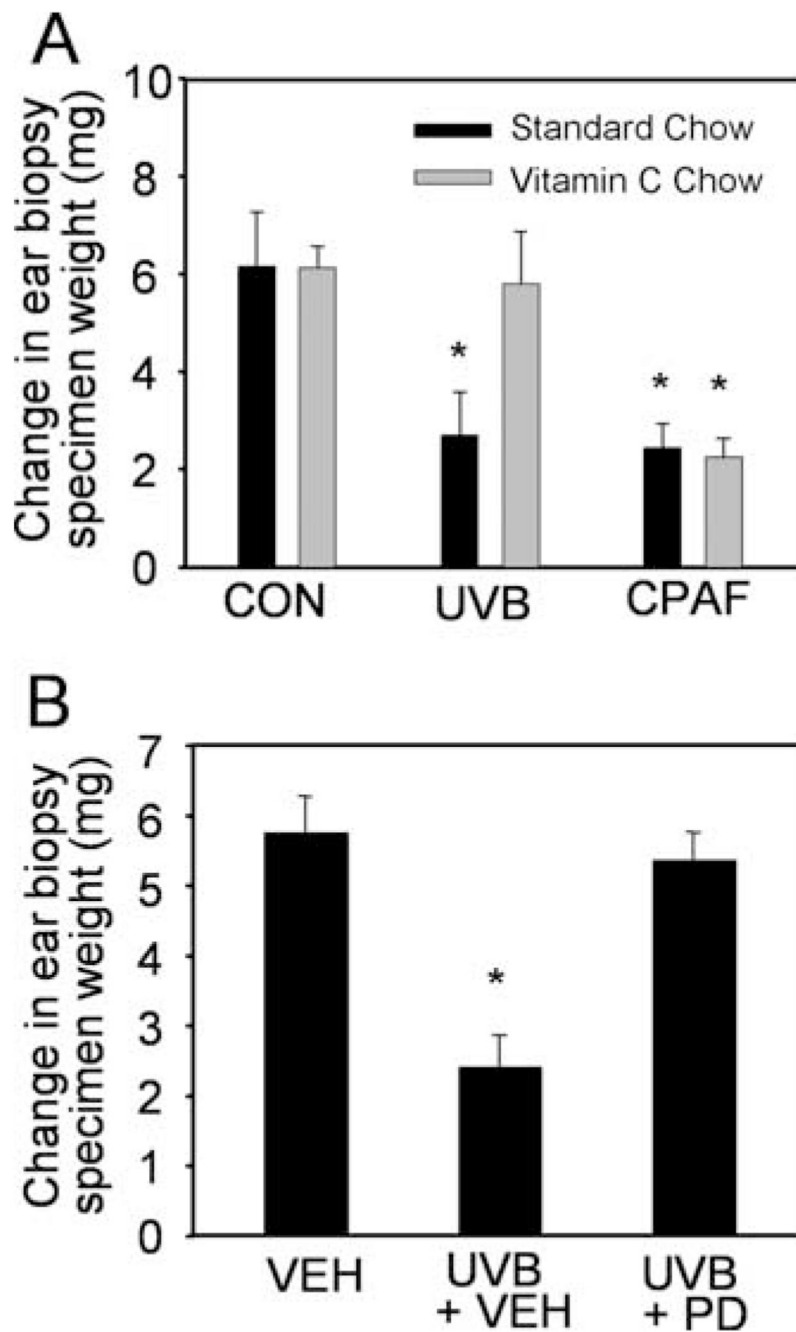 A
Change in ear biopsy
specimen weight (mg)
10
8
6
4
2
0
Standard Chow
Vitamin C Chow
*
*
*
CON
UVB
CPAF
B
Change in ear biopsy
specimen weight (mg)
7
6
5
4
3
2
1
0
*
VEH
UVB
+ VEH
UVB
+ PD